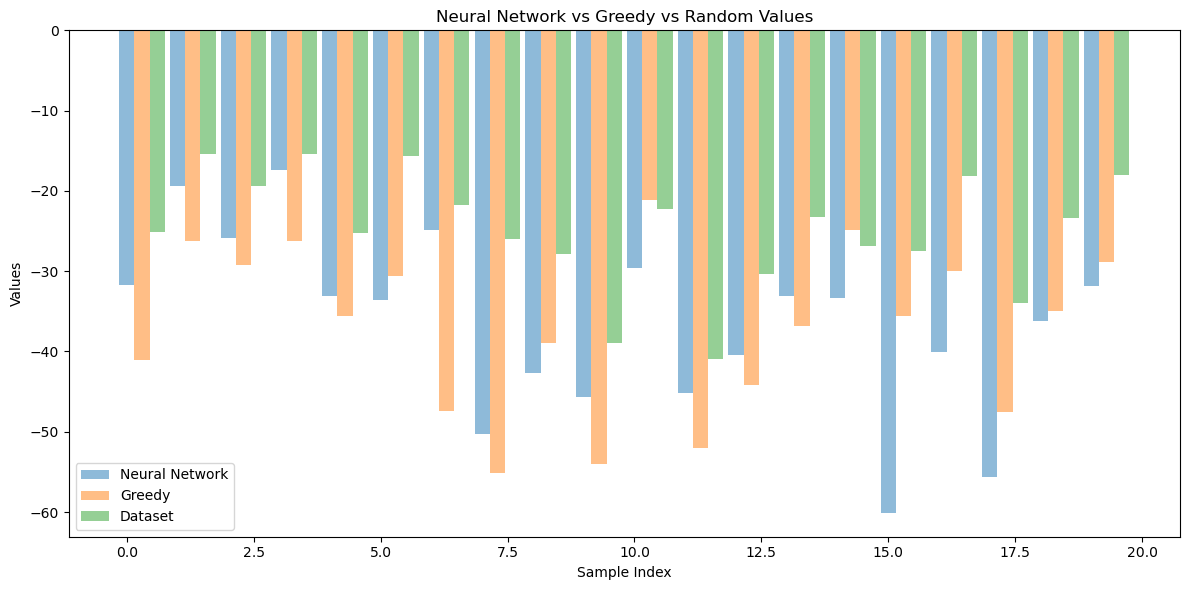 Neural Network vs Greedy vs Random Values
0
−10
−20
−30
−40
−50
−60
Values
Neural Network
Greedy
Dataset
0.0 2.5 5.0 7.5 10.0 12.5 15.0 17.5 20.0
Sample Index